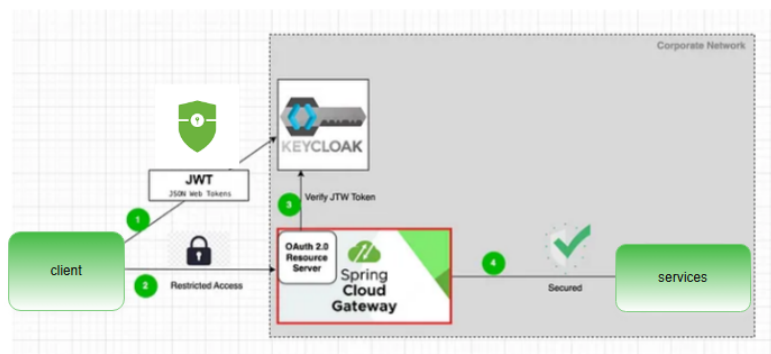 Corporate Network
KEYCLOAK
JWT
JSON Web Tokens
1
3
Verify JTW Token
client
2
Restricted Access
OAuth 2.0
Resource
Server
Spring
Cloud
Gateway
4
Secured
services